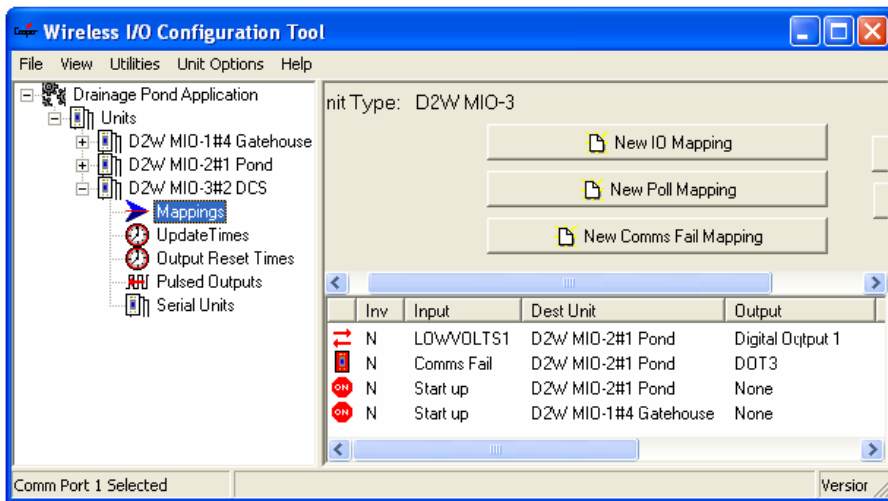 Cooper Wireless I/O Configuration Tool
File View Utilities Unit Options Help
Drainage Pond Application
Units
D2W MIO-1#4 Gatehouse
D2W MIO-2#1 Pond
D2W MIO-3#2 DCS
Mappings
UpdateTimes
Output Reset Times
Pulsed Outputs
Serial Units
nit Type: D2W MIO-3
New IO Mapping
New Poll Mapping
New Comms Fail Mapping
Inv Input Dest Unit Output
N LOWVOLTS1 D2W MIO-2#1 Pond Digital Output 1
N Comms Fail D2W MIO-2#1 Pond DOT3
ON N Start up D2W MIO-2#1 Pond None
ON N Start up D2W MIO-1#4 Gatehouse None
Comm Port 1 Selected Version